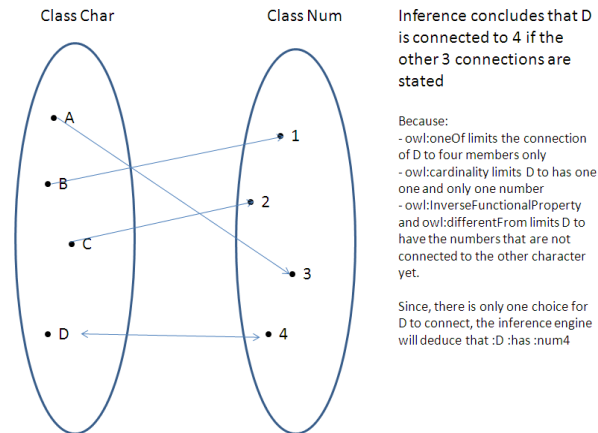 Class Char
Class Num
A
B
C
D
1
2
3
4
Inference concludes that D
is connected to 4 if the
other 3 connections are
stated
Because:
- owl:oneOf limits the connection
of D to four members only
- owl:cardinality limits D to has one
one and only one number
- owl:InverseFunctionalProperty
and owl:differentFrom limits D to
have the numbers that are not
connected to the other character
yet.
Since, there is only one choice for
D to connect, the inference engine
will deduce that :D :has :num4